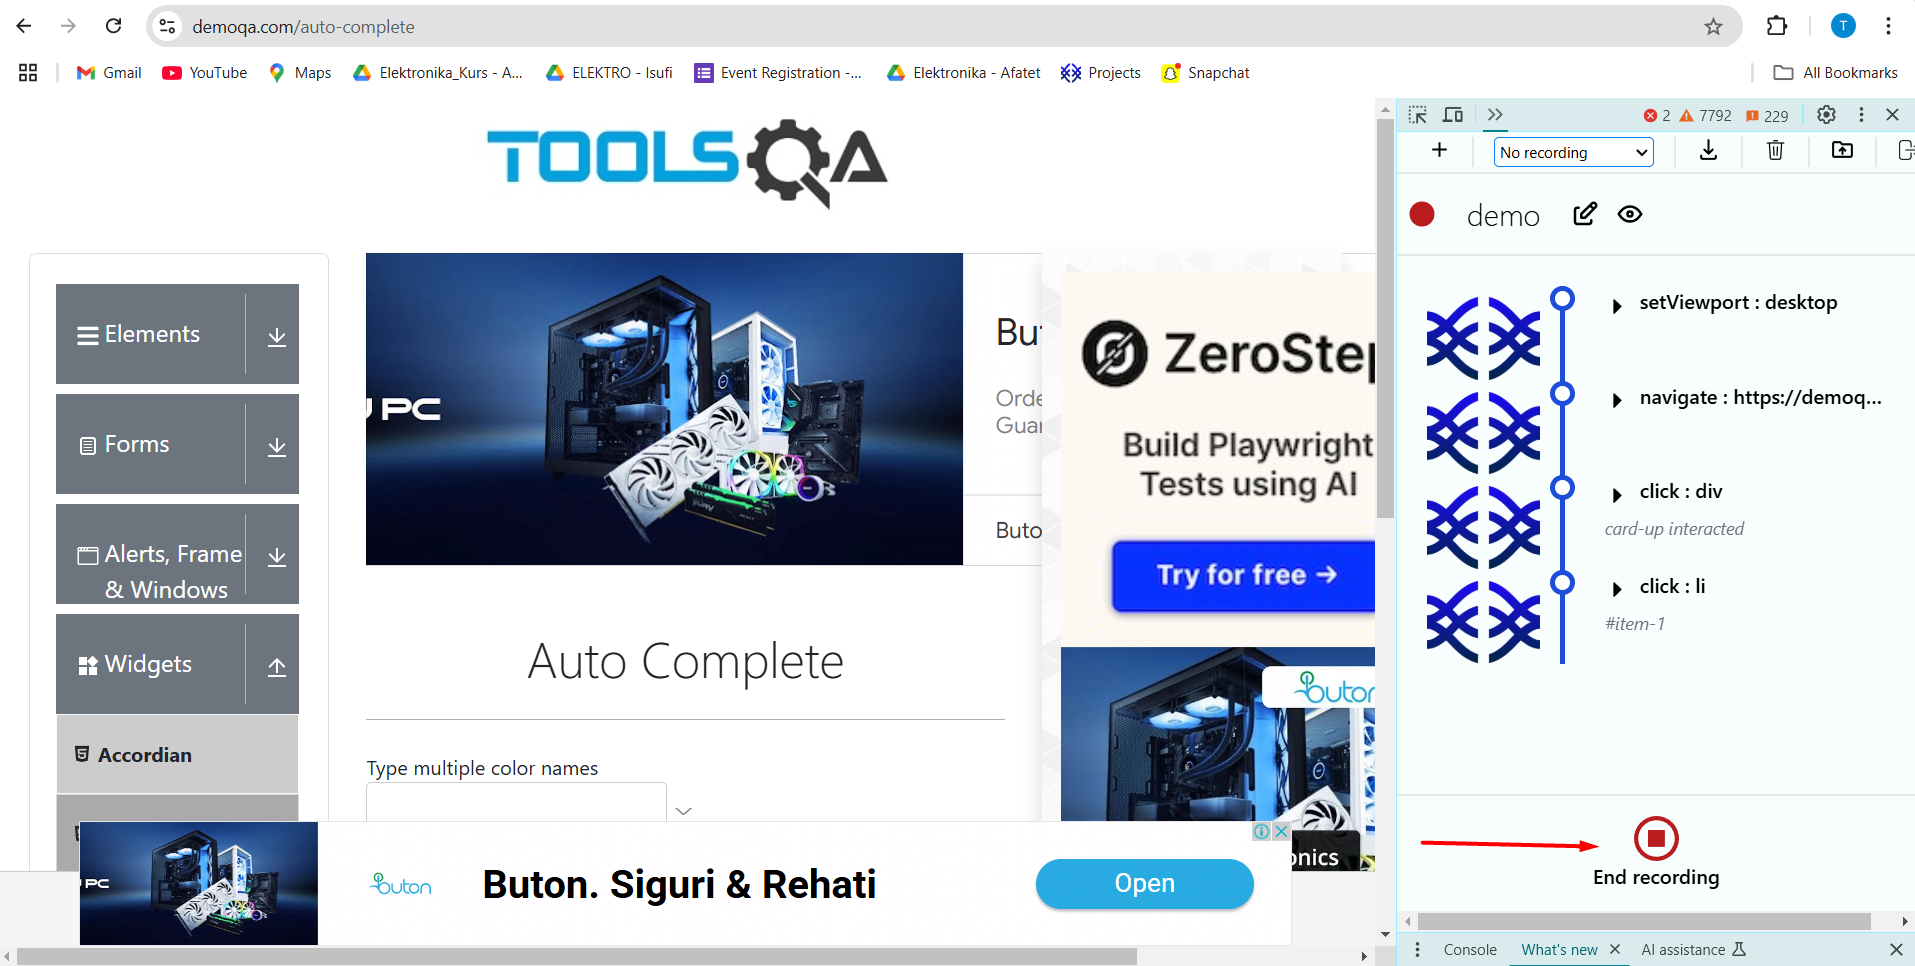 demoqa.com/auto-complete
T
Gmail
YouTube
Maps
Elektronika_Kurs - A...
ELEKTRO - Isufi
Event Registration -...
Elektronika - Afatet
Projects
Snapchat
All Bookmarks
TOOLSQA
Elements
Forms
Alerts, Frame
& Windows
Widgets
Accordian
PC
Orde
Guar
Buto
ZeroStep
Build Playwright
Tests using AI
Try for free →
buton
Auto Complete
Type multiple color names
PC
buton
Buton. Siguri & Rehati
Open
onics
2
7792
229
No recording
demo
setViewport : desktop
navigate : https://demoq...
click : div
card-up interacted
click : li
#item-1
End recording
Console
What's new
AI assistance